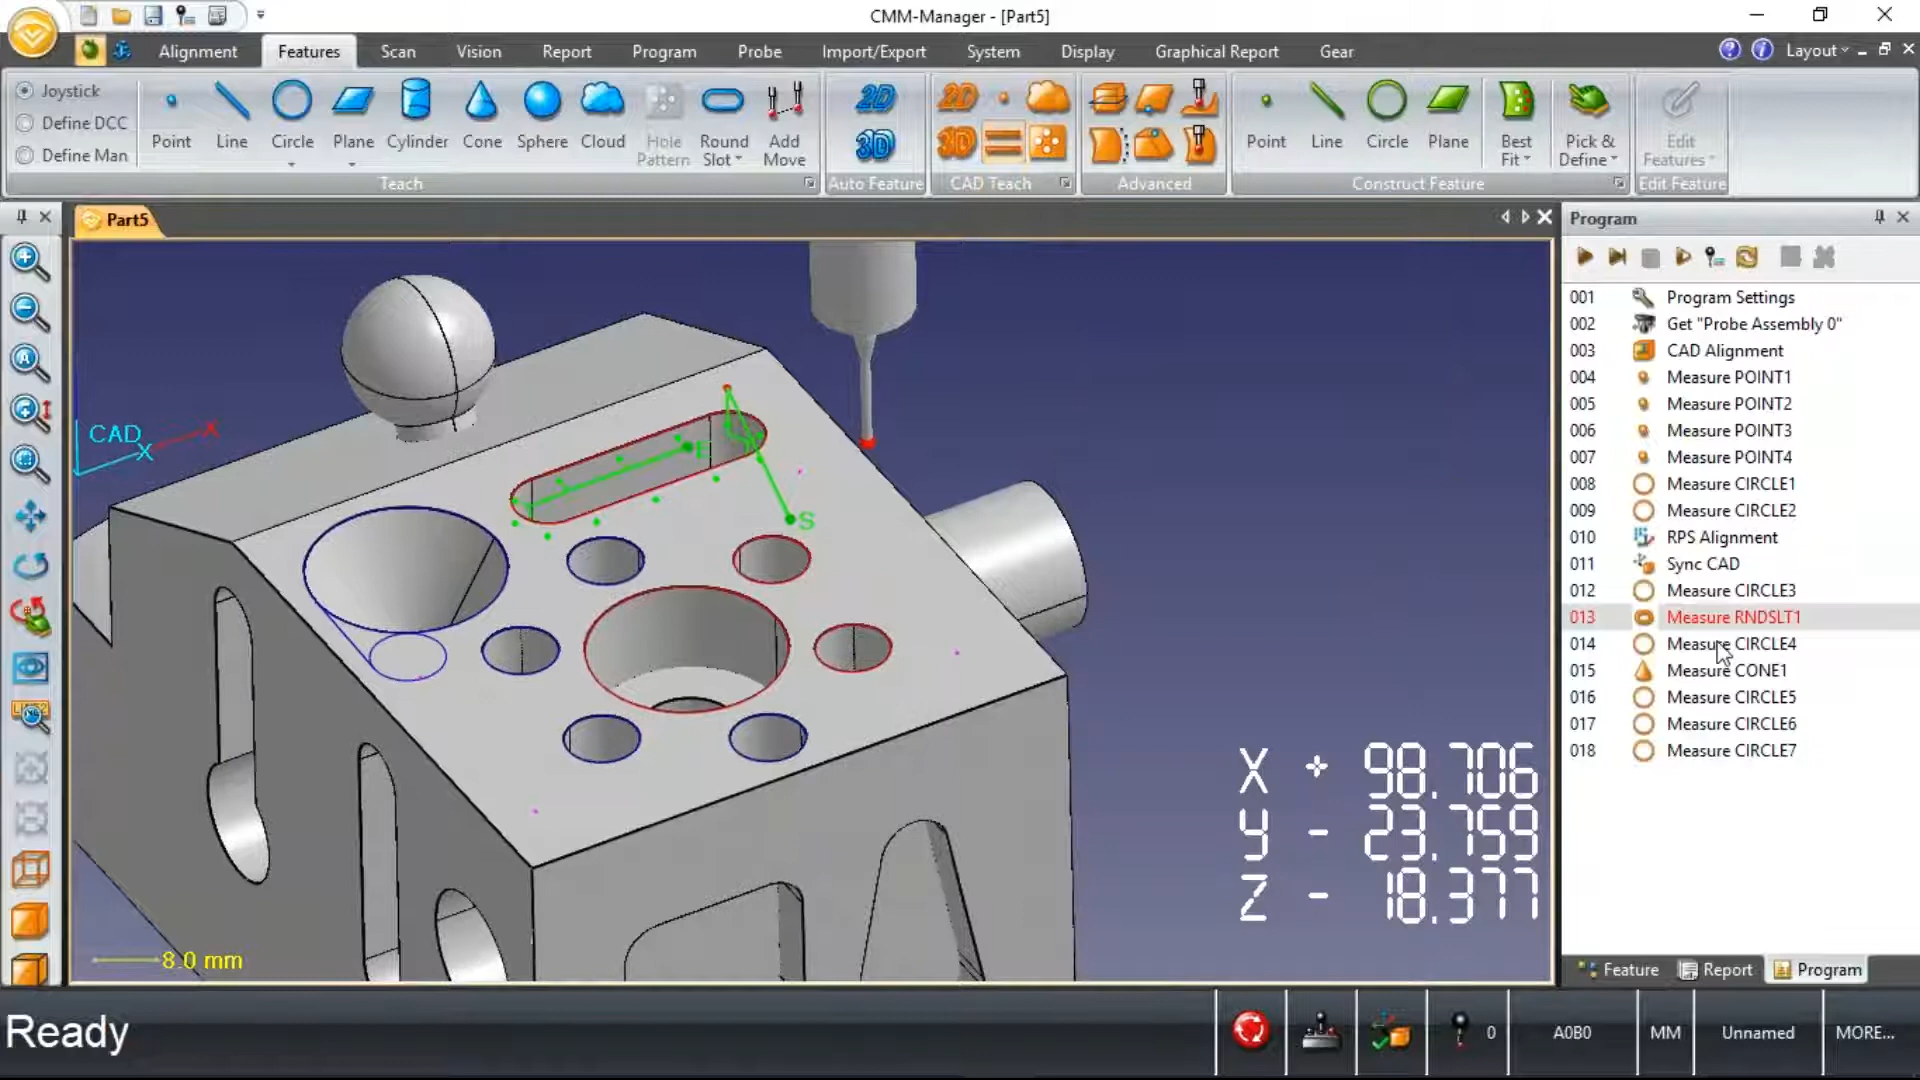 CMM-Manager - [Part5]
Alignment Features Scan Vision Report Program Probe Import/Export System Display Graphical Report Gear Layout
Joystick
Define DCC
Define Man
Point Line Circle Plane Cylinder Cone Sphere Cloud Hole Pattern Round Slot Add Move
Teach
2D
3D
Auto Feature
2D
3D
CAD Teach
Advanced
Point Line Circle Plane Best Fit Pick & Define
Construct Feature
Edit Features
Edit Feature
Part5
CAD
X
X
E
S
8.0 mm
X + 98.706
Y - 23.759
Z - 18.377
Program
001 Program Settings
002 Get "Probe Assembly 0"
003 CAD Alignment
004 Measure POINT1
005 Measure POINT2
006 Measure POINT3
007 Measure POINT4
008 Measure CIRCLE1
009 Measure CIRCLE2
010 RPS Alignment
011 Sync CAD
012 Measure CIRCLE3
013 Measure RNDSLT1
014 Measure CIRCLE4
015 Measure CONE1
016 Measure CIRCLE5
017 Measure CIRCLE6
018 Measure CIRCLE7
Feature Report Program
Ready
0 A0B0 MM Unnamed MORE...